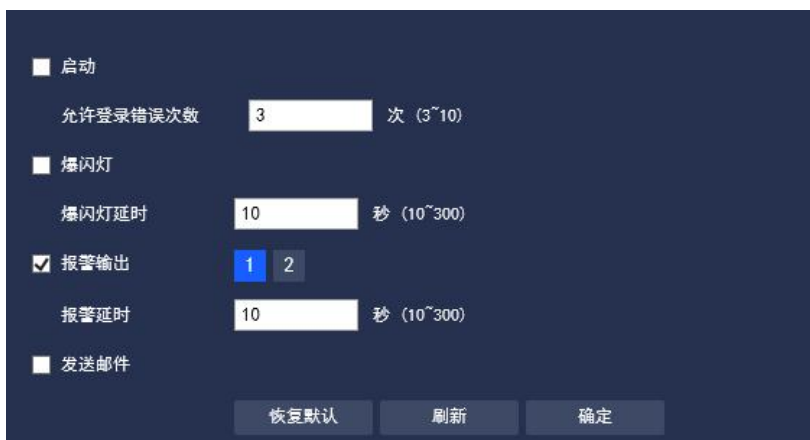 启动
允许登录错误次数 3 次 (3~10)
爆闪灯
爆闪灯延时 10 秒 (10~300)
报警输出 1 2
报警延时 10 秒 (10~300)
发送邮件
恢复默认 刷新 确定